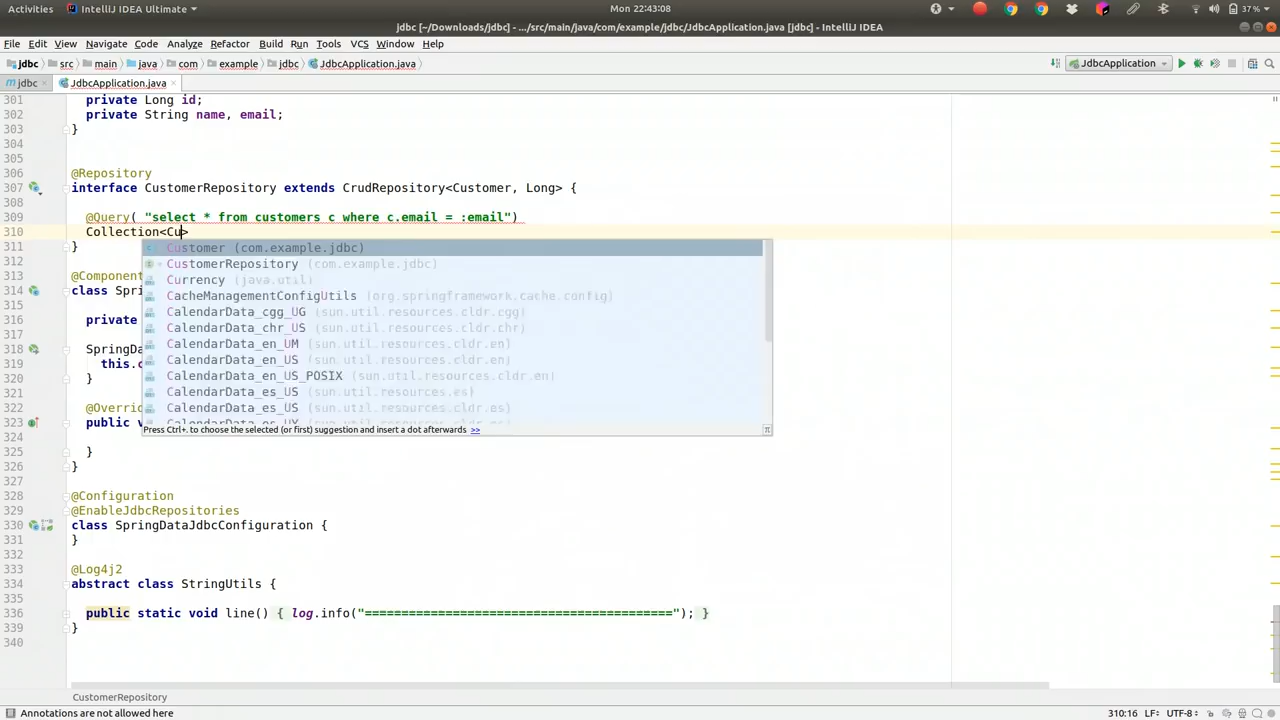 Activities IntelliJ IDEA Ultimate Mon 22:43:08 37%
jdbc [~/Downloads/jdbc] - .../src/main/java/com/example/jdbc/JdbcApplication.java [jdbc] - IntelliJ IDEA
File Edit View Navigate Code Analyze Refactor Build Run Tools VCS Window Help
jdbc src main java com example jdbc JdbcApplication.java JdbcApplication
jdbc JdbcApplication.java
301 private Long id;
302 private String name, email;
303 }
304
305
306 @Repository
307 interface CustomerRepository extends CrudRepository<Customer, Long> {
308
309 @Query( "select * from customers c where c.email = :email")
310 Collection<Cu>
Customer (com.example.jdbc)
311 }
CustomerRepository (com.example.jdbc)
312
313 @Component
Currency (java.util)
314 class Spr
CacheManagementConfigUtils (org.springframework.cache.config)
CalendarData_cgg_UG (sun.util.resources.cldr.cgg)
316 private
CalendarData_chr_US (sun.util.resources.cldr.chr)
317
318 SpringDa
CalendarData_en_UM (sun.util.resources.cldr.en)
319 this.c
CalendarData_en_US (sun.util.resources.cldr.en)
320 }
CalendarData_en_US_POSIX (sun.util.resources.cldr.en)
321
CalendarData_es_US (sun.util.resources.es)
322 @Overrid
CalendarData_es_US (sun.util.resources.cldr.es)
323 public v
324
Press Ctrl+. to choose the selected (or first) suggestion and insert a dot afterwards >>
325 }
326 }
327
328 @Configuration
329 @EnableJdbcRepositories
330 class SpringDataJdbcConfiguration {
331 }
332
333 @Log4j2
334 abstract class StringUtils {
335
336 public static void line() { log.info("=========================================="); }
339 }
340
CustomerRepository
Annotations are not allowed here 310:16 LF÷ UTF-8÷